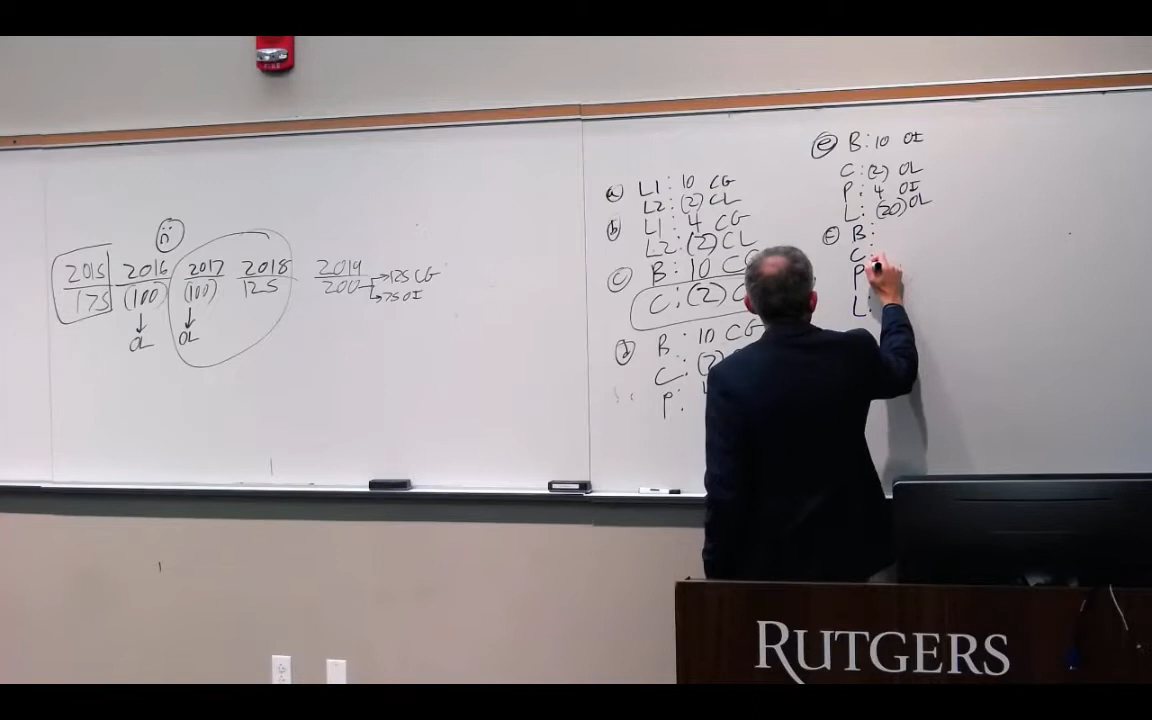 2015 2016 2017 2018 2019
175 (100) (100) 125 200
125 CG
75 OI
OL OL
a L1: 10 CG
L2: (2) CL
b L1: 4 CG
L2: (2) CL
c B: 10 CG
C: (2)
d B: 10 CG
C: (2)
P:
e B: 10 OI
C: (2) OL
P: 4 OI
L: (20) OL
f B:
C:
P
L:
RUTGERS